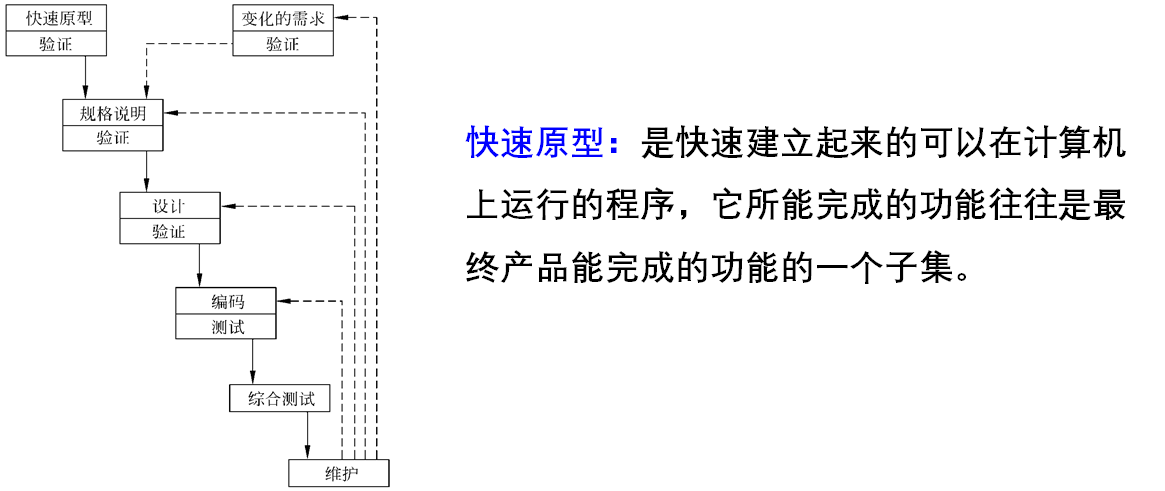 快速原型
验证
变化的需求
验证
规格说明
验证
设计
验证
编码
测试
综合测试
维护
快速原型：是快速建立起来的可以在计算机
上运行的程序，它所能完成的功能往往是最
终产品能完成的功能的一个子集。